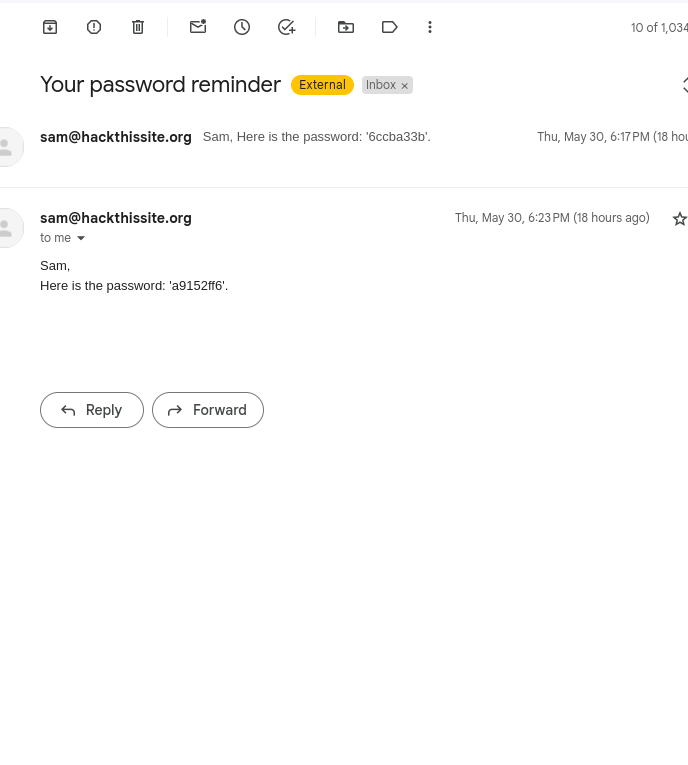 10 of 1,034
Your password reminder External Inbox ×
sam@hackthissite.org Sam, Here is the password: '6ccba33b'. Thu, May 30, 6:17 PM (18 hou
sam@hackthissite.org Thu, May 30, 6:23 PM (18 hours ago)
to me
Sam,
Here is the password: 'a9152ff6'.
Reply Forward